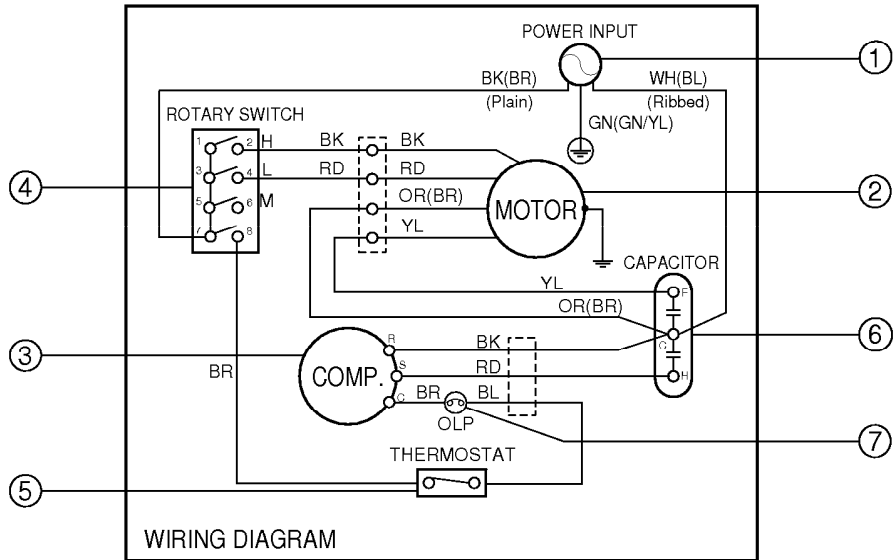 POWER INPUT
1
BK(BR)
WH(BL)
(Plain)
(Ribbed)
ROTARY SWITCH
GN(GN/YL)
1
2
H
BK
BK
3
4
L
RD
RD
4
2
5
6
M
OR(BR)
MOTOR
7
8
YL
CAPACITOR
YL
F
OR(BR)
6
C
R
BK
3
BR
COMP.
S
RD
H
C
BR
BL
OLP
7
THERMOSTAT
5
WIRING DIAGRAM